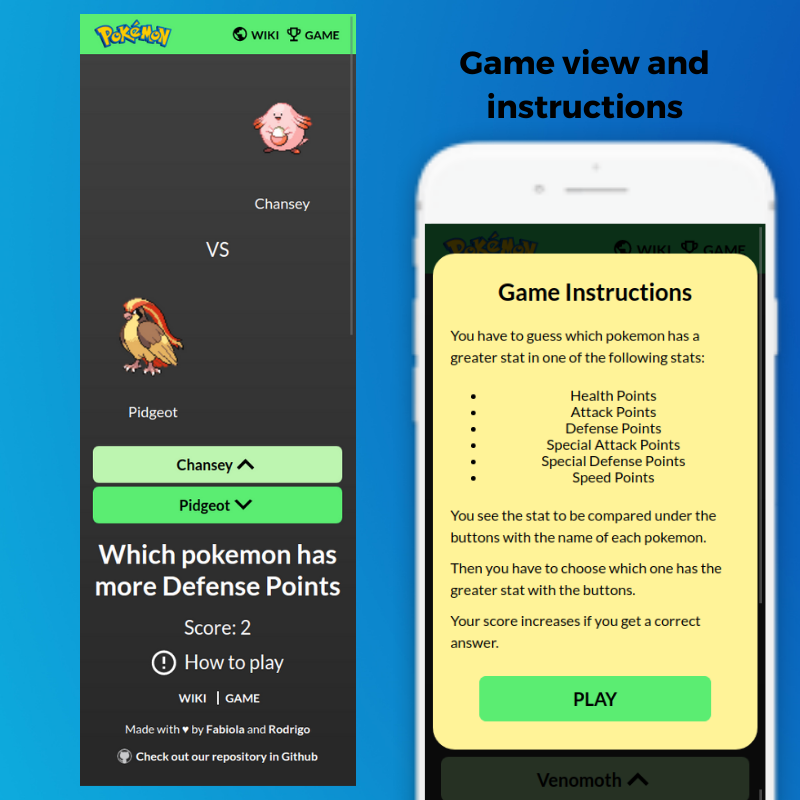 Pokémon
WIKI GAME
Chansey
VS
Pidgeot
Chansey
Pidgeot
Which pokemon has
more Defense Points
Score: 2
How to play
WIKI | GAME
Made with ♥ by Fabiola and Rodrigo
Check out our repository in Github
Game view and
instructions
Pokémon
WIKI GAME
Game Instructions
You have to guess which pokemon has a
greater stat in one of the following stats:
• Health Points
• Attack Points
• Defense Points
• Special Attack Points
• Special Defense Points
• Speed Points
You see the stat to be compared under the
buttons with the name of each pokemon.
Then you have to choose which one has the
greater stat with the buttons.
Your score increases if you get a correct
answer.
PLAY
Venomoth